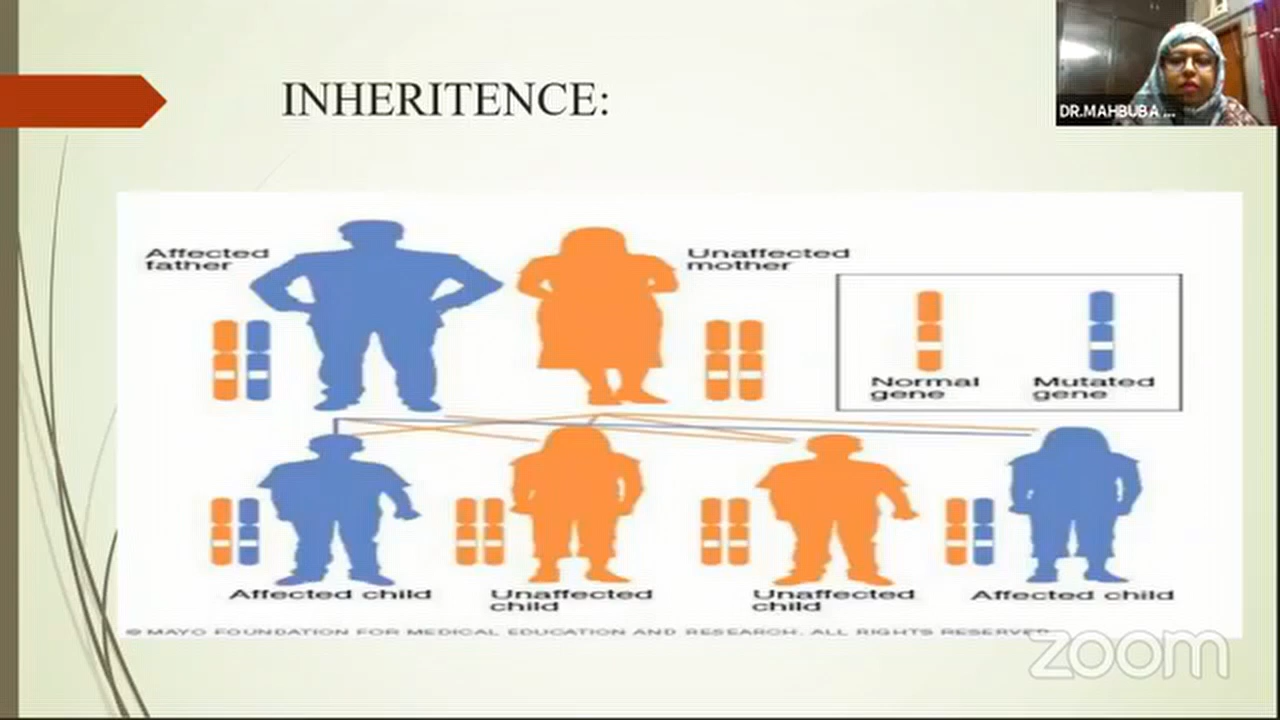 INHERITENCE:
DR.MAHBUBA ...
Affected
father
Unaffected
mother
Normal
gene
Mutated
gene
Affected child
Unaffected
child
Unaffected
child
Affected child
© MAYO FOUNDATION FOR MEDICAL EDUCATION AND RESEARCH. ALL RIGHTS RESERVED
zoom